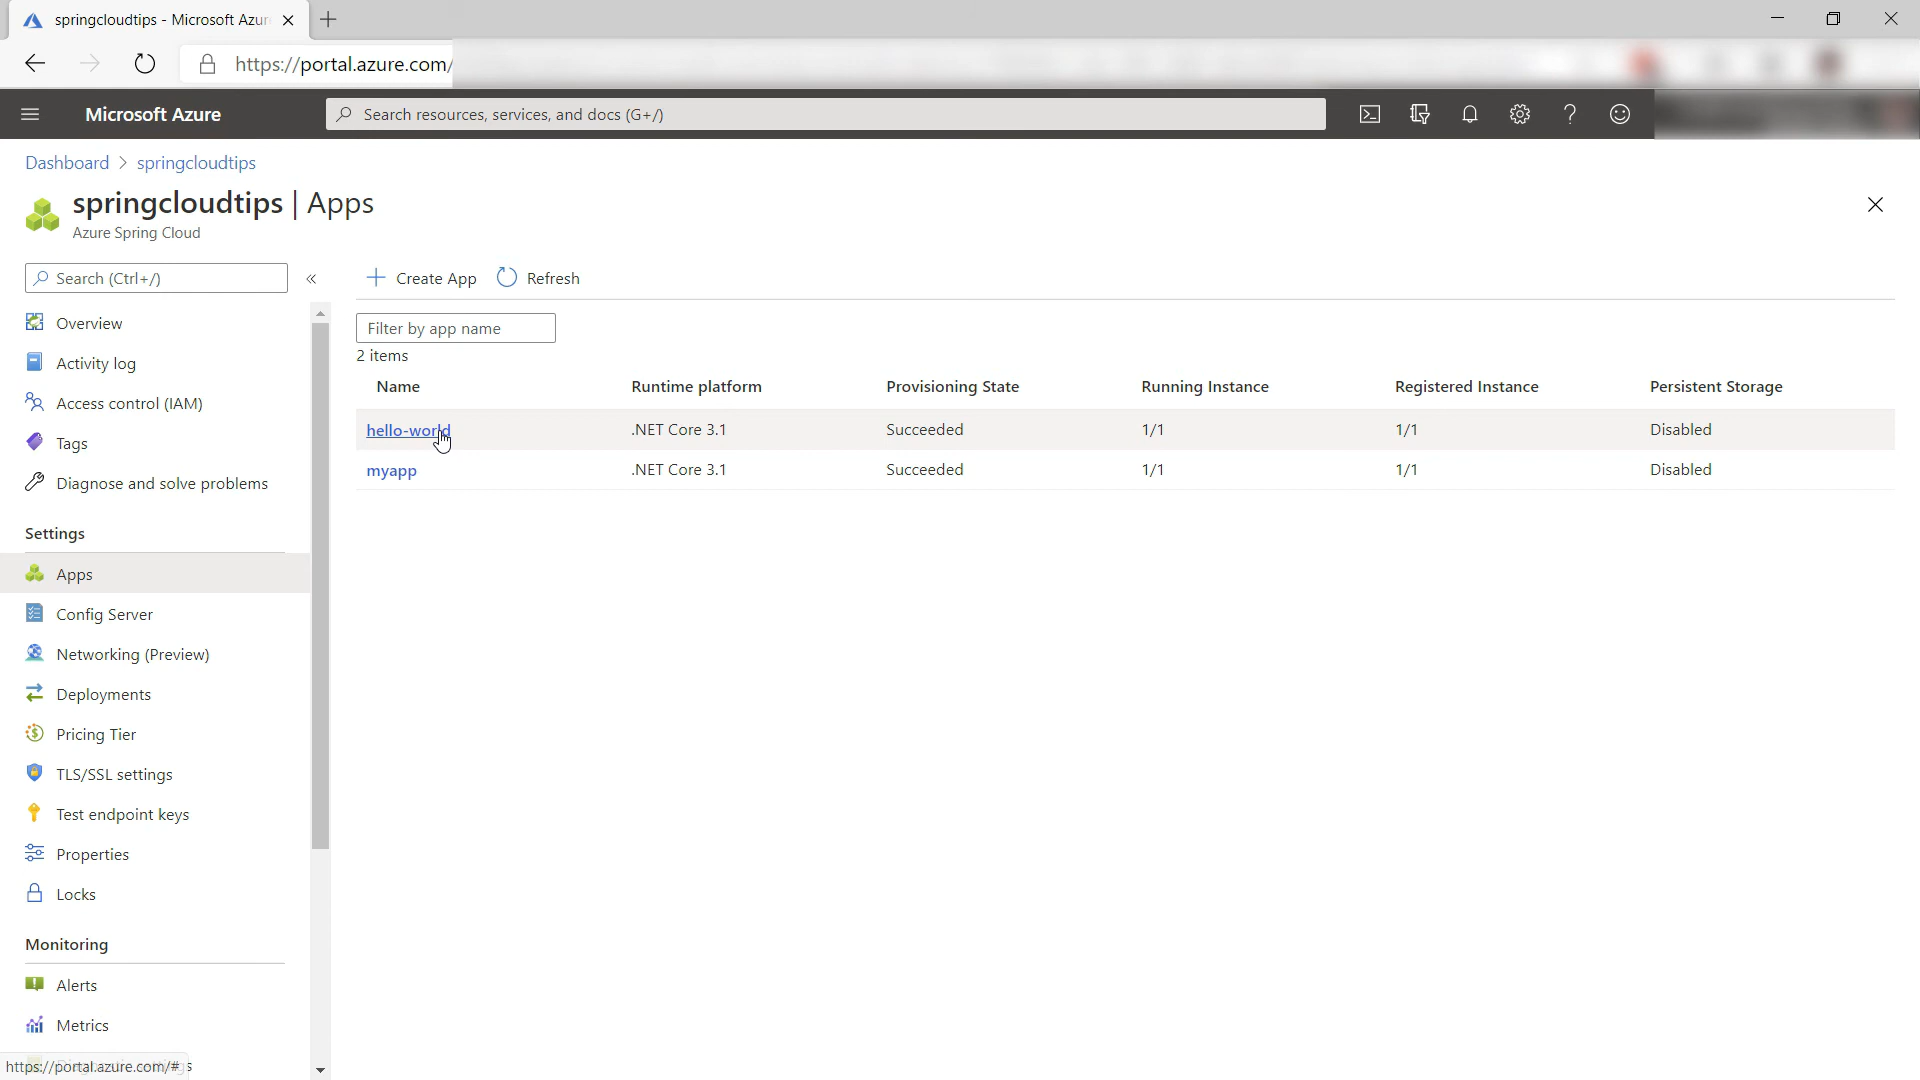 springcloudtips - Microsoft Azur
https://portal.azure.com/
Microsoft Azure
Search resources, services, and docs (G+/)
Dashboard > springcloudtips
springcloudtips | Apps
Azure Spring Cloud
Search (Ctrl+/)
«
Create App
Refresh
Overview
Activity log
Access control (IAM)
Tags
Diagnose and solve problems
Settings
Apps
Config Server
Networking (Preview)
Deployments
Pricing Tier
TLS/SSL settings
Test endpoint keys
Properties
Locks
Monitoring
Alerts
Metrics
https://portal.azure.com/#
Filter by app name
2 items
Name Runtime platform Provisioning State Running Instance Registered Instance Persistent Storage
hello-world .NET Core 3.1 Succeeded 1/1 1/1 Disabled
myapp .NET Core 3.1 Succeeded 1/1 1/1 Disabled